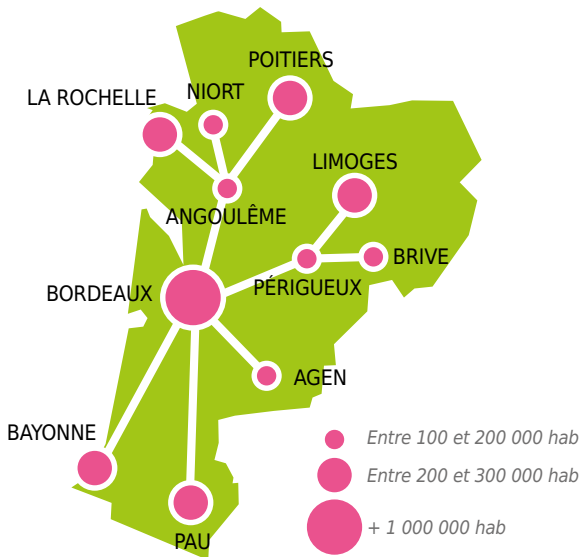 POITIERS
NIORT
LA ROCHELLE
LIMOGES
ANGOULÊME
BRIVE
PÉRIGUEUX
BORDEAUX
AGEN
BAYONNE
PAU
Entre 100 et 200 000 hab
Entre 200 et 300 000 hab
+ 1 000 000 hab